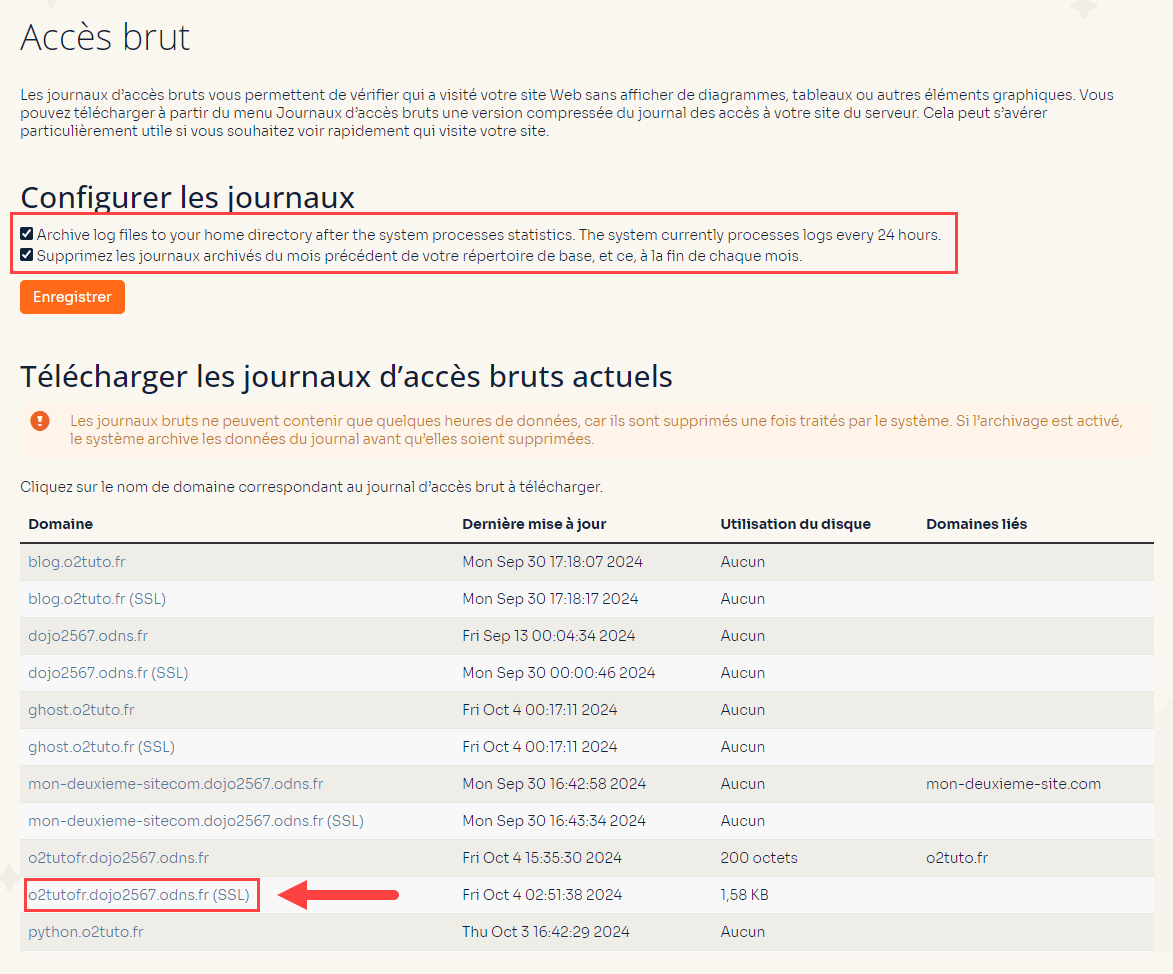 Accès brut
Les journaux d’accès bruts vous permettent de vérifier qui a visité votre site Web sans afficher de diagrammes, tableaux ou autres éléments graphiques. Vous
pouvez télécharger à partir du menu Journaux d’accès bruts une version compressée du journal des accès à votre site du serveur. Cela peut s’avérer
particulièrement utile si vous souhaitez voir rapidement qui visite votre site.
Configurer les journaux
Archive log files to your home directory after the system processes statistics. The system currently processes logs every 24 hours.
Supprimez les journaux archivés du mois précédent de votre répertoire de base, et ce, à la fin de chaque mois.
Enregistrer
Télécharger les journaux d’accès bruts actuels
Les journaux bruts ne peuvent contenir que quelques heures de données, car ils sont supprimés une fois traités par le système. Si l’archivage est activé,
le système archive les données du journal avant qu’elles soient supprimées.
Cliquez sur le nom de domaine correspondant au journal d’accès brut à télécharger.
Domaine Dernière mise à jour Utilisation du disque Domaines liés
blog.o2tuto.fr Mon Sep 30 17:18:07 2024 Aucun
blog.o2tuto.fr (SSL) Mon Sep 30 17:18:17 2024 Aucun
dojo2567.odns.fr Fri Sep 13 00:04:34 2024 Aucun
dojo2567.odns.fr (SSL) Mon Sep 30 00:00:46 2024 Aucun
ghost.o2tuto.fr Fri Oct 4 00:17:11 2024 Aucun
ghost.o2tuto.fr (SSL) Fri Oct 4 00:17:11 2024 Aucun
mon-deuxieme-sitecom.dojo2567.odns.fr Mon Sep 30 16:42:58 2024 Aucun mon-deuxieme-site.com
mon-deuxieme-sitecom.dojo2567.odns.fr (SSL) Mon Sep 30 16:43:34 2024 Aucun
o2tutofr.dojo2567.odns.fr Fri Oct 4 15:35:30 2024 200 octets o2tuto.fr
o2tutofr.dojo2567.odns.fr (SSL) Fri Oct 4 02:51:38 2024 1,58 KB
python.o2tuto.fr Thu Oct 3 16:42:29 2024 Aucun